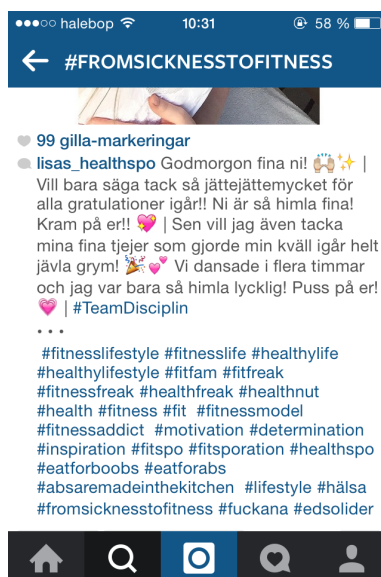 ●●●○○ halebop 10:31 58 %
← #FROMSICKNESSTOFITNESS
99 gilla-markeringar
lisas_healthspo Godmorgon fina ni! 🙌🏼✨ |
Vill bara säga tack så jättejättemycket för
alla gratulationer igår!! Ni är så himla fina!
Kram på er!! 💖 | Sen vill jag även tacka
mina fina tjejer som gjorde min kväll igår helt
jävla grym! 🎉💕 Vi dansade i flera timmar
och jag var bara så himla lycklig! Puss på er!
💗 | #TeamDisciplin
• • •
#fitnesslifestyle #fitnesslife #healthylife
#healthylifestyle #fitfam #fitfreak
#fitnessfreak #healthfreak #healthnut
#health #fitness #fit #fitnessmodel
#fitnessaddict #motivation #determination
#inspiration #fitspo #fitsporation #healthspo
#eatforboobs #eatforabs
#absaremadeinthekitchen #lifestyle #hälsa
#fromsicknesstofitness #fuckana #edsolider